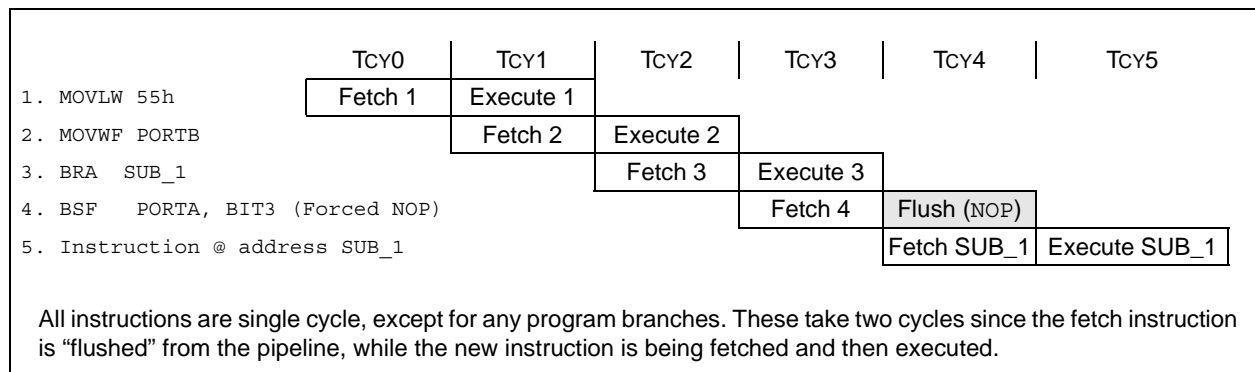 TCY0 TCY1 TCY2 TCY3 TCY4 TCY5
1. MOVLW 55h Fetch 1 Execute 1
2. MOVWF PORTB Fetch 2 Execute 2
3. BRA SUB_1 Fetch 3 Execute 3
4. BSF PORTA, BIT3 (Forced NOP) Fetch 4 Flush (NOP)
5. Instruction @ address SUB_1 Fetch SUB_1 Execute SUB_1
All instructions are single cycle, except for any program branches. These take two cycles since the fetch instruction
is “flushed” from the pipeline, while the new instruction is being fetched and then executed.